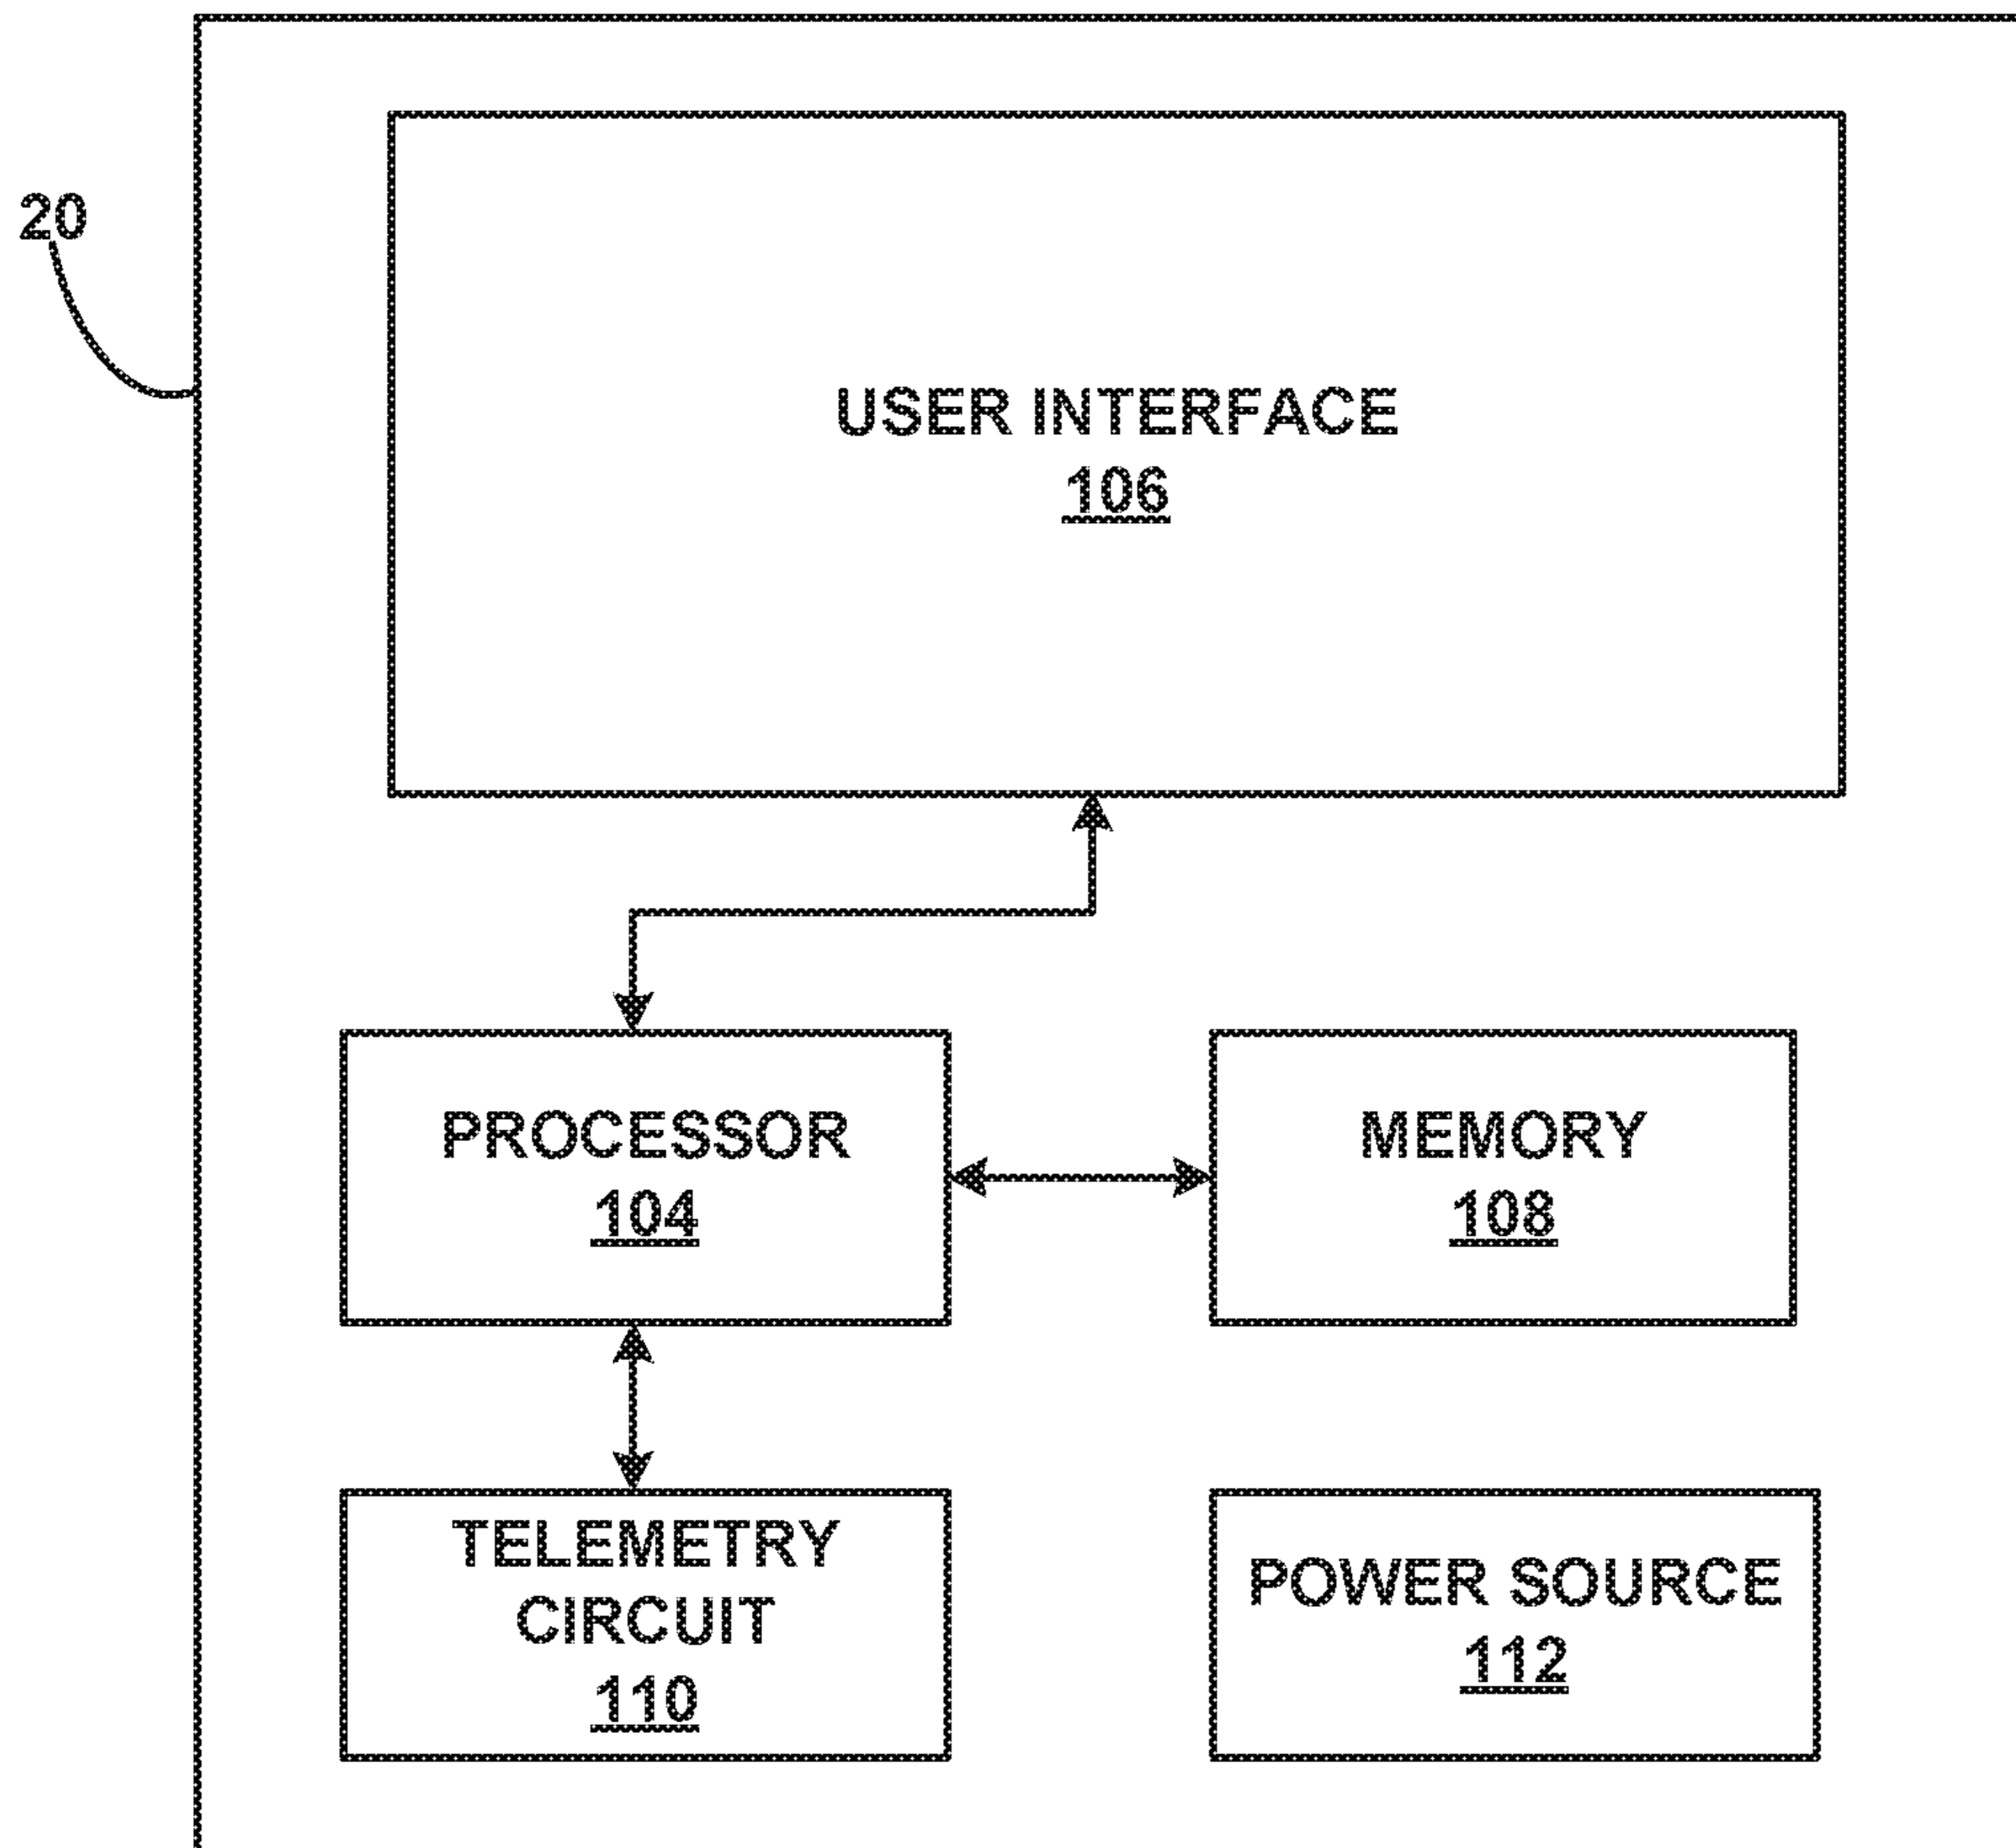 20
USER INTERFACE
106
PROCESSOR
104
MEMORY
108
TELEMETRY
CIRCUIT
110
POWER SOURCE
112